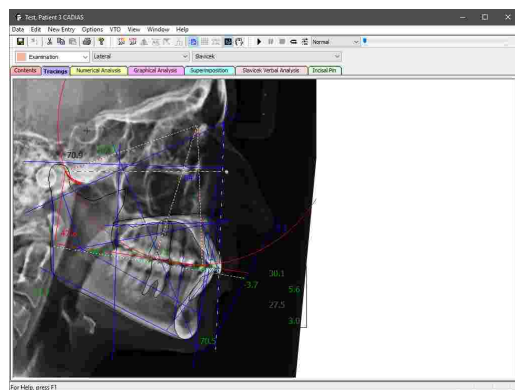 Test, Patient 3 CADIAS
Date Edit New Entry Options VTO View Window Help
Normal
Examination Lateral Slavicek
Contents Tracings Numerical Analysis Graphical Analysis Superimposition Slavicek Verbal Analysis Incisal Pin
-70.0
30.1
-3.7
5.6
27.5
3.0
70.5
For Help, press F1